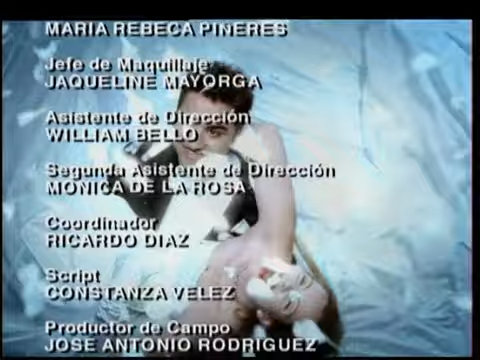 MARIA REBECA PIÑERES
Jefe de Maquillaje
JAQUELINE MAYORGA
Asistente de Dirección
WILLIAM BELLO
Segunda Asistente de Dirección
MONICA DE LA ROSA
Coordinador
RICARDO DIAZ
Script
CONSTANZA VELEZ
Productor de Campo
JOSE ANTONIO RODRIGUEZ